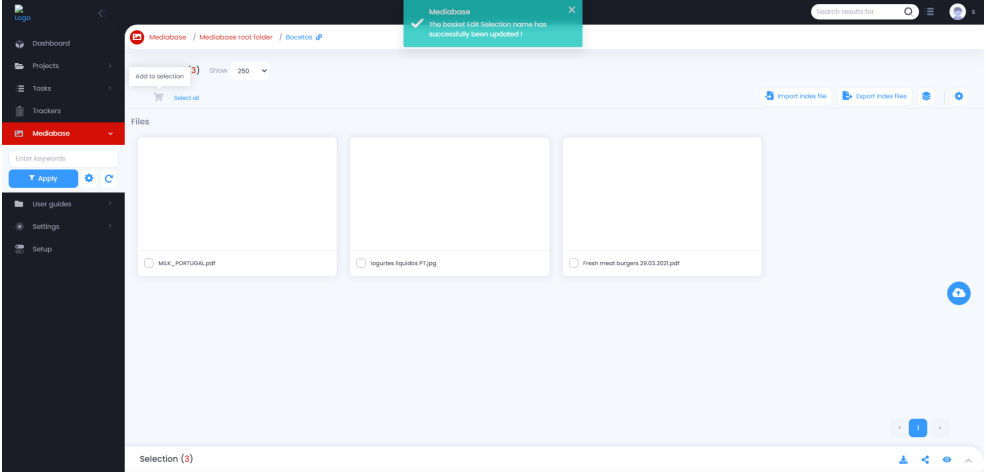 Logo
Mediabase
The basket Edit Selection name has
successfully been updated !
Search results for
s
Dashboard
Projects
Tasks
Trackers
Mediabase
Enter keywords
Apply
User guides
Settings
Setup
Mediabase / Mediabase root folder / Bocetos
3) Show 250
Add to selection
Select all
Import index file
Export index files
Files
MILK_PORTUGAL.pdf
Iogurtes liquidos PT.jpg
Fresh meat burgers 29.03.2021.pdf
1
Selection (3)